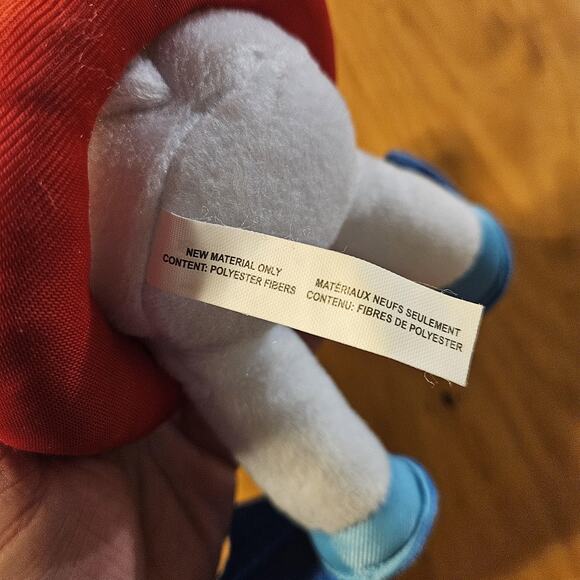 NEW MATERIAL ONLY
CONTENT: POLYESTER FIBERS
MATÉRIAUX NEUFS SEULEMENT
CONTENU: FIBRES DE POLYESTER